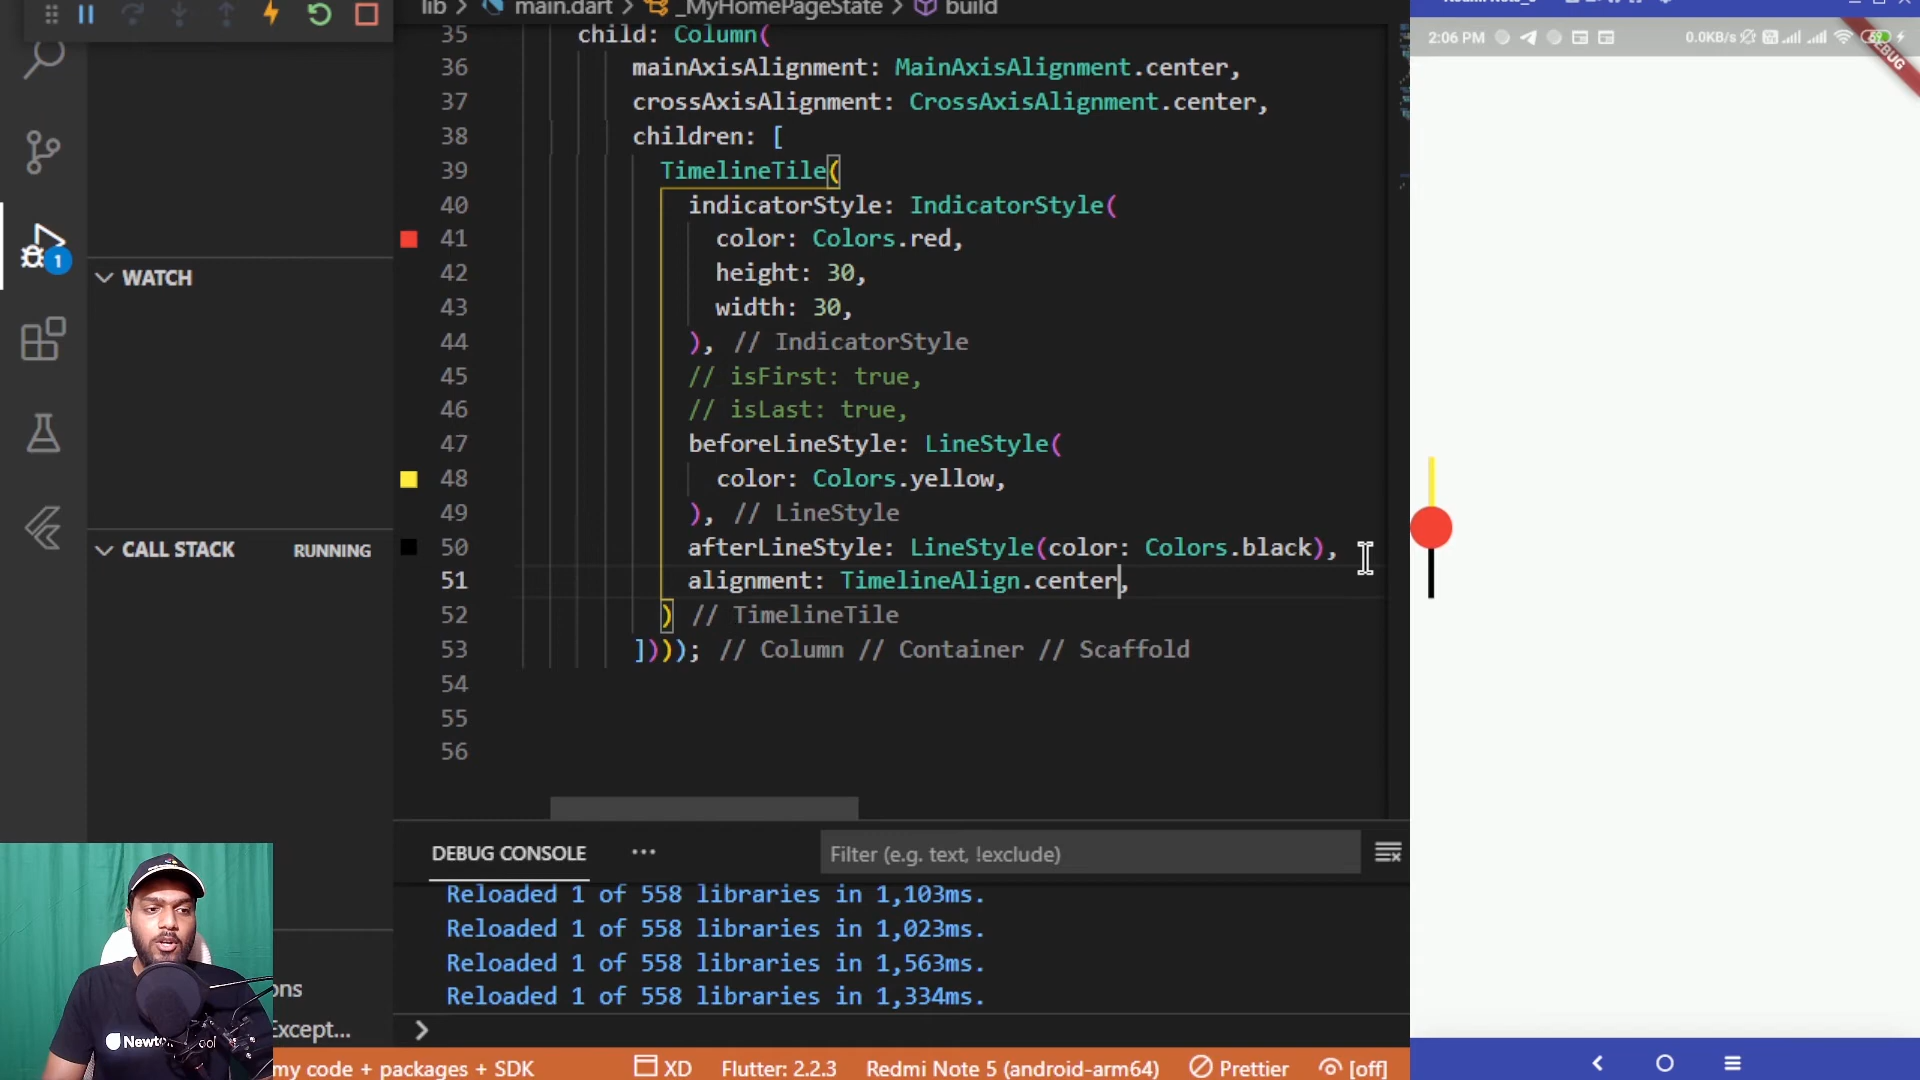 lib > main.dart > _MyHomePageState > build
35 child: Column(
36 mainAxisAlignment: MainAxisAlignment.center,
37 crossAxisAlignment: CrossAxisAlignment.center,
38 children: [
39 TimelineTile(
40 indicatorStyle: IndicatorStyle(
41 color: Colors.red,
42 height: 30,
43 width: 30,
44 ), // IndicatorStyle
45 // isFirst: true,
46 // isLast: true,
47 beforeLineStyle: LineStyle(
48 color: Colors.yellow,
49 ), // LineStyle
50 afterLineStyle: LineStyle(color: Colors.black),
51 alignment: TimelineAlign.center,
52 ) // TimelineTile
53 ]))); // Column // Container // Scaffold
54
55
56
1
WATCH
CALL STACK RUNNING
DEBUG CONSOLE ... Filter (e.g. text, !exclude)
Reloaded 1 of 558 libraries in 1,103ms.
Reloaded 1 of 558 libraries in 1,023ms.
Reloaded 1 of 558 libraries in 1,563ms.
Reloaded 1 of 558 libraries in 1,334ms.
ons
Except...
my code + packages + SDK XD Flutter: 2.2.3 Redmi Note 5 (android-arm64) Prettier [off]
2:06 PM 0.0KB/s
DEBUG